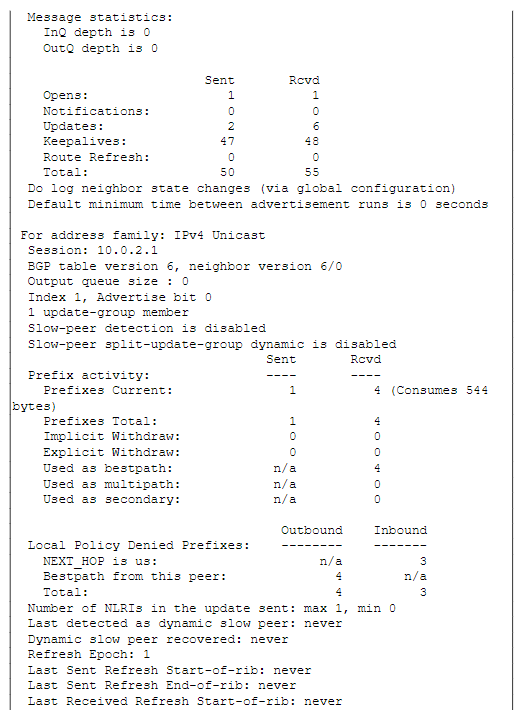 Message statistics:
InQ depth is 0
OutQ depth is 0
Sent Rcvd
Opens: 1 1
Notifications: 0 0
Updates: 2 6
Keepalives: 47 48
Route Refresh: 0 0
Total: 50 55
Do log neighbor state changes (via global configuration)
Default minimum time between advertisement runs is 0 seconds
For address family: IPv4 Unicast
Session: 10.0.2.1
BGP table version 6, neighbor version 6/0
Output queue size : 0
Index 1, Advertise bit 0
1 update-group member
Slow-peer detection is disabled
Slow-peer split-update-group dynamic is disabled
Sent Rcvd
Prefix activity: ---- ----
Prefixes Current: 1 4 (Consumes 544
bytes)
Prefixes Total: 1 4
Implicit Withdraw: 0 0
Explicit Withdraw: 0 0
Used as bestpath: n/a 4
Used as multipath: n/a 0
Used as secondary: n/a 0
Outbound Inbound
Local Policy Denied Prefixes: -------- -------
NEXT_HOP is us: n/a 3
Bestpath from this peer: 4 n/a
Total: 4 3
Number of NLRIs in the update sent: max 1, min 0
Last detected as dynamic slow peer: never
Dynamic slow peer recovered: never
Refresh Epoch: 1
Last Sent Refresh Start-of-rib: never
Last Sent Refresh End-of-rib: never
Last Received Refresh Start-of-rib: never